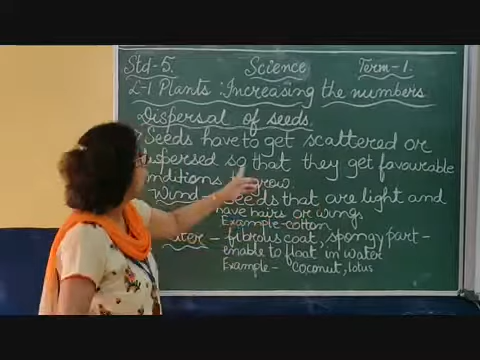 Std-5. Science Term-1.
L-1 Plants : Increasing the numbers
Dispersal of seeds.
Seeds have to get scattered or
dispersed so that they get favourable
conditions to grow.
Wind - Seeds that are light and
have hairs or wings
Example - cotton
Water - fibrous coat, spongy part-
enable to float in water
Example - Coconut, lotus